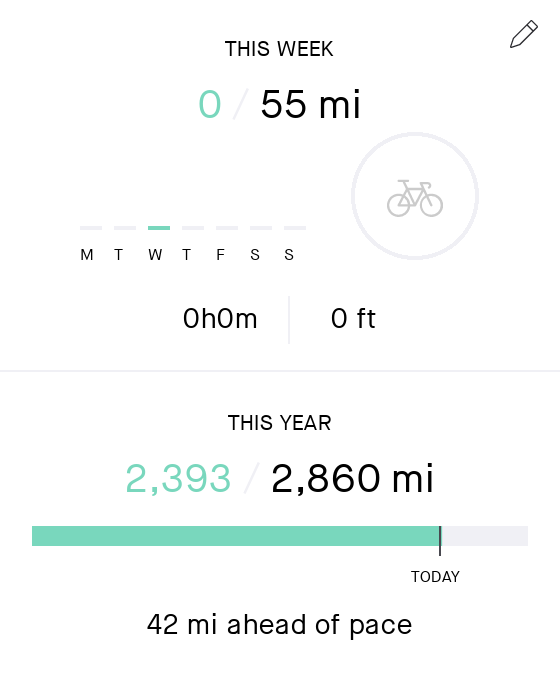 THIS WEEK
0 / 55 mi
M T W T F S S
0h0m 0 ft
THIS YEAR
2,393 / 2,860 mi
TODAY
42 mi ahead of pace